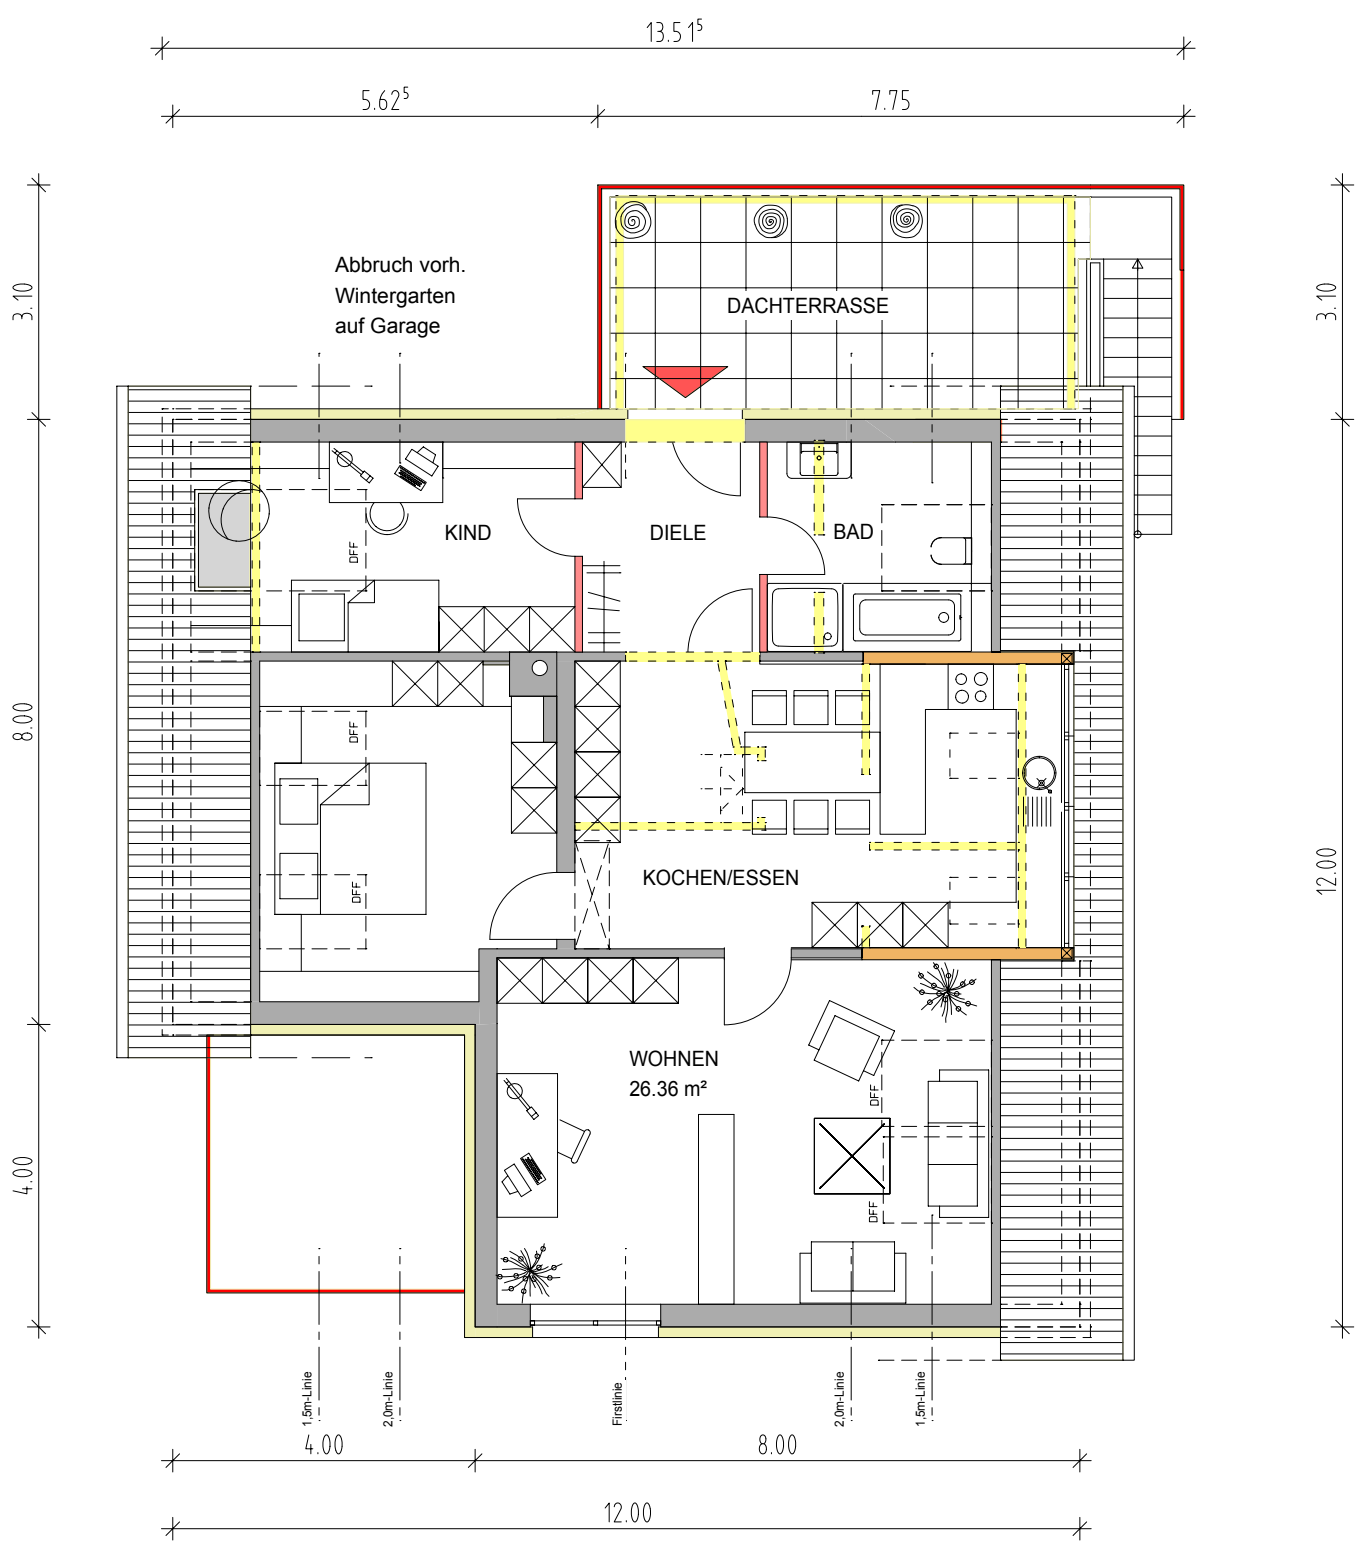 13.51⁵
5.62⁵
7.75
3.10
3.10
Abbruch vorh.
Wintergarten
auf Garage
DACHTERRASSE
KIND
DIELE
BAD
DFF
8.00
DFF
DFF
KOCHEN/ESSEN
12.00
WOHNEN
26.36 m²
DFF
DFF
4.00
1,5m-Linie
2,0m-Linie
Firstlinie
2,0m-Linie
1,5m-Linie
4.00
8.00
12.00